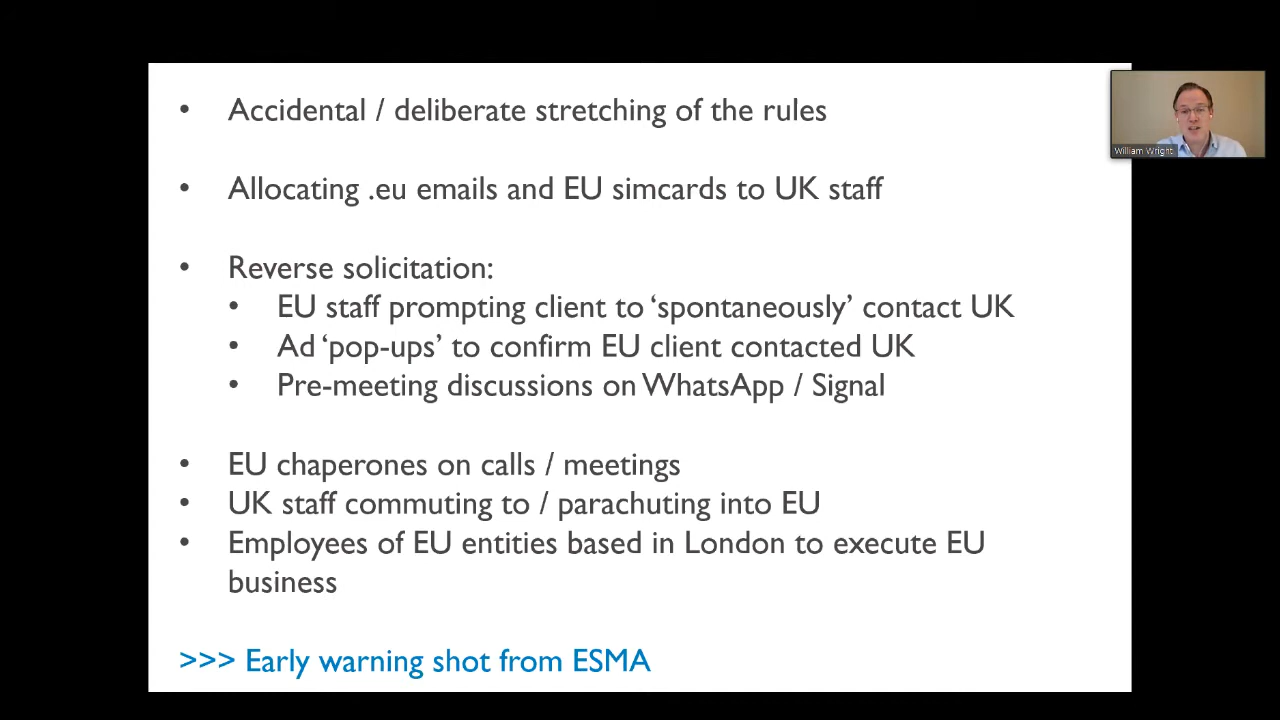 • Accidental / deliberate stretching of the rules
• Allocating .eu emails and EU simcards to UK staff
• Reverse solicitation:
• EU staff prompting client to ‘spontaneously’ contact UK
• Ad ‘pop-ups’ to confirm EU client contacted UK
• Pre-meeting discussions on WhatsApp / Signal
• EU chaperones on calls / meetings
• UK staff commuting to / parachuting into EU
• Employees of EU entities based in London to execute EU
business
>>> Early warning shot from ESMA
William Wright